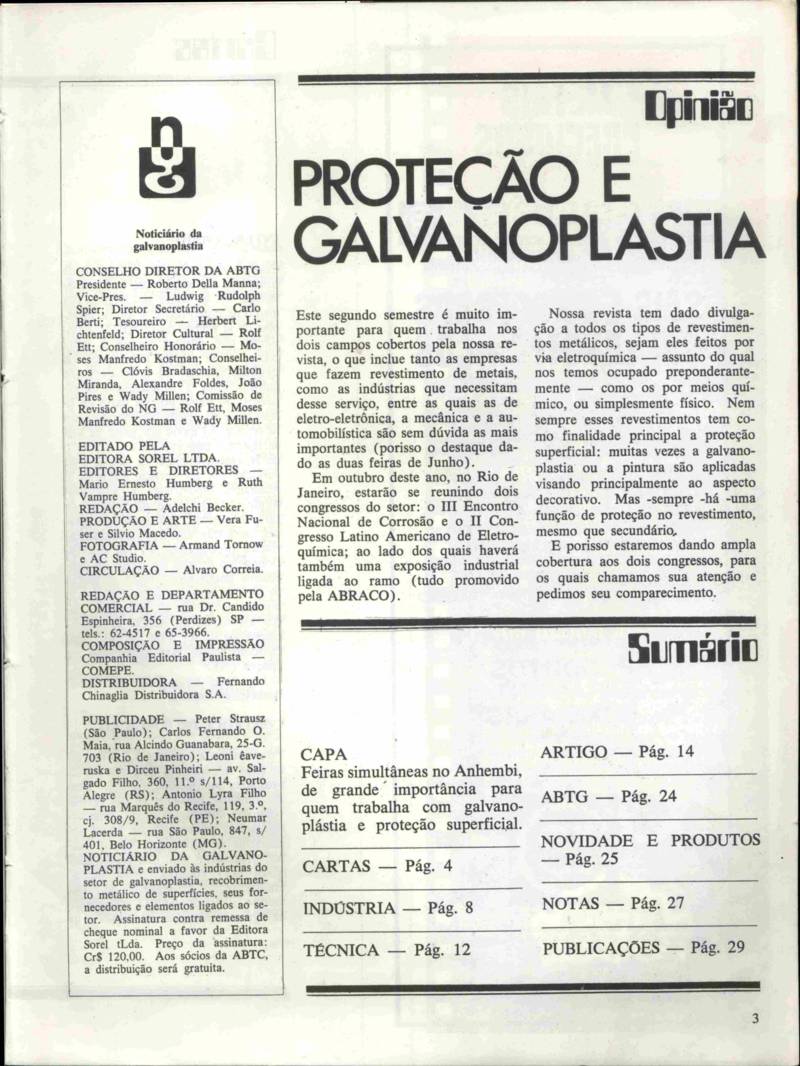 Noticiário da
galvanoplastia
CONSELHO DIRETOR DA ABTG
Presidente — Roberto Della Manna;
Vice-Pres. — Ludwig Rudolph
Spier; Diretor Secretário — Carlo
Berti; Tesoureiro — Herbert Li-
chtenfeld; Diretor Cultural — Rolf
Ett; Conselheiro Honorário — Mo-
ses Manfredo Kostman; Conselhei-
ros — Clóvis Bradaschia, Milton
Miranda, Alexandre Foldes, João
Pires e Wady Millen; Comissão de
Revisão do NG — Rolf Ett, Moses
Manfredo Kostman e Wady Millen.
EDITADO PELA
EDITORA SOREL LTDA.
EDITORES E DIRETORES —
Mario Ernesto Humberg e Ruth
Vampre Humberg.
REDAÇÃO — Adelchi Becker.
PRODUÇÃO E ARTE — Vera Fu-
ser e Silvio Macedo.
FOTOGRAFIA — Armand Tornow
e AC Studio.
CIRCULAÇÃO — Alvaro Correia.
REDAÇÃO E DEPARTAMENTO
COMERCIAL — rua Dr. Candido
Espinheira, 356 (Perdizes) SP —
tels.: 62-4517 e 65-3966.
COMPOSIÇÃO E IMPRESSÃO
Companhia Editorial Paulista —
COMEPE.
DISTRIBUIDORA — Fernando
Chinaglia Distribuidora S.A.
PUBLICIDADE — Peter Strausz
(São Paulo); Carlos Fernando O.
Maia, rua Alcindo Guanabara, 25-G.
703 (Rio de Janeiro); Leoni êave-
ruska e Dirceu Pinheiri — av. Sal-
gado Filho, 360, 11.º s/114, Porto
Alegre (RS); Antonio Lyra Filho
— rua Marquês do Recife, 119, 3.º,
cj. 308/9, Recife (PE); Neumar
Lacerda — rua São Paulo, 847, s/
401, Belo Horizonte (MG).
NOTICIÁRIO DA GALVANO-
PLASTIA e enviado às indústrias do
setor de galvanoplastia, recobrimen-
to metálico de superfícies, seus for-
necedores e elementos ligados ao se-
tor. Assinatura contra remessa de
cheque nominal a favor da Editora
Sorel tLda. Preço da assinatura:
Cr$ 120,00. Aos sócios da ABTC,
a distribuição será gratuita.
Opinião
PROTEÇÃO E
GALVANOPLASTIA
Este segundo semestre é muito im-
portante para quem trabalha nos
dois campos cobertos pela nossa re-
vista, o que inclue tanto as empresas
que fazem revestimento de metais,
como as indústrias que necessitam
desse serviço, entre as quais as de
eletro-eletrônica, a mecânica e a au-
tomobilística são sem dúvida as mais
importantes (porisso o destaque da-
do as duas feiras de Junho).
Em outubro deste ano, no Rio de
Janeiro, estarão se reunindo dois
congressos do setor: o III Encontro
Nacional de Corrosão e o II Con-
gresso Latino Americano de Eletro-
química; ao lado dos quais haverá
também uma exposição industrial
ligada ao ramo (tudo promovido
pela ABRACO).
Nossa revista tem dado divulga-
ção a todos os tipos de revestimen-
tos metálicos, sejam eles feitos por
via eletroquímica — assunto do qual
nos temos ocupado preponderante-
mente — como os por meios quí-
mico, ou simplesmente físico. Nem
sempre esses revestimentos tem co-
mo finalidade principal a proteção
superficial: muitas vezes a galvano-
plastia ou a pintura são aplicadas
visando principalmente ao aspecto
decorativo. Mas -sempre -há -uma
função de proteção no revestimento,
mesmo que secundário.
E porisso estaremos dando ampla
cobertura aos dois congressos, para
os quais chamamos sua atenção e
pedimos seu comparecimento.
Sumário
CAPA
Feiras simultâneas no Anhembi,
de grande importância para
quem trabalha com galvano-
plástia e proteção superficial.
CARTAS — Pág. 4
INDÚSTRIA — Pág. 8
TÉCNICA — Pág. 12
ARTIGO — Pág. 14
ABTG — Pág. 24
NOVIDADE E PRODUTOS
— Pág. 25
NOTAS — Pág. 27
PUBLICAÇÕES — Pág. 29
3